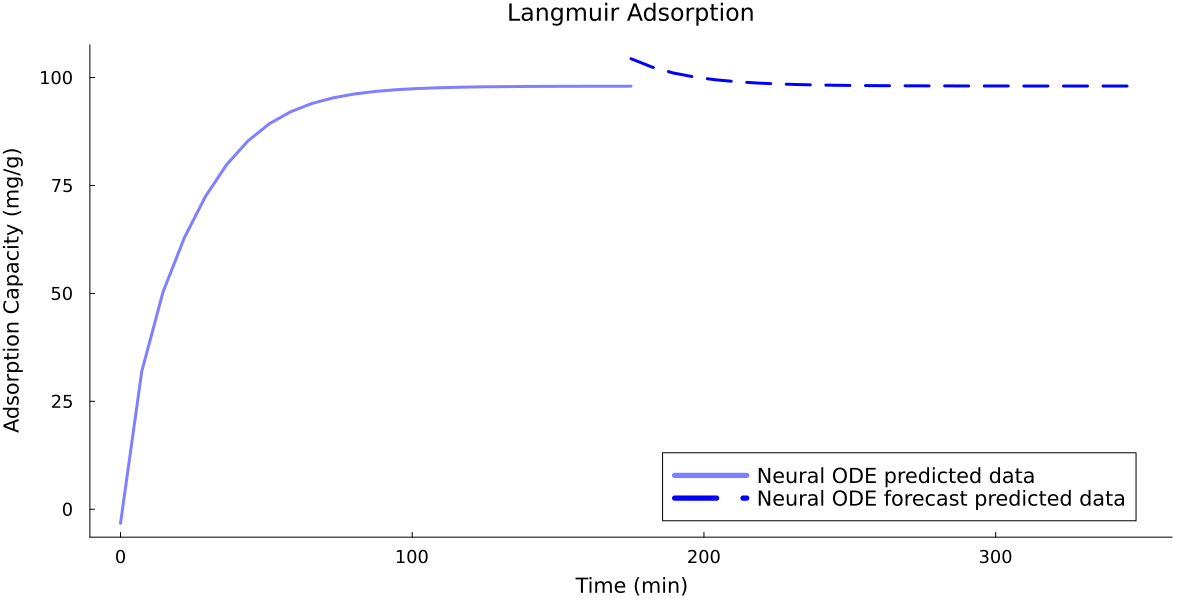 Langmuir Adsorption
Adsorption Capacity (mg/g)
100
75
50
25
0
Neural ODE predicted data
Neural ODE forecast predicted data
0 100 200 300
Time (min)